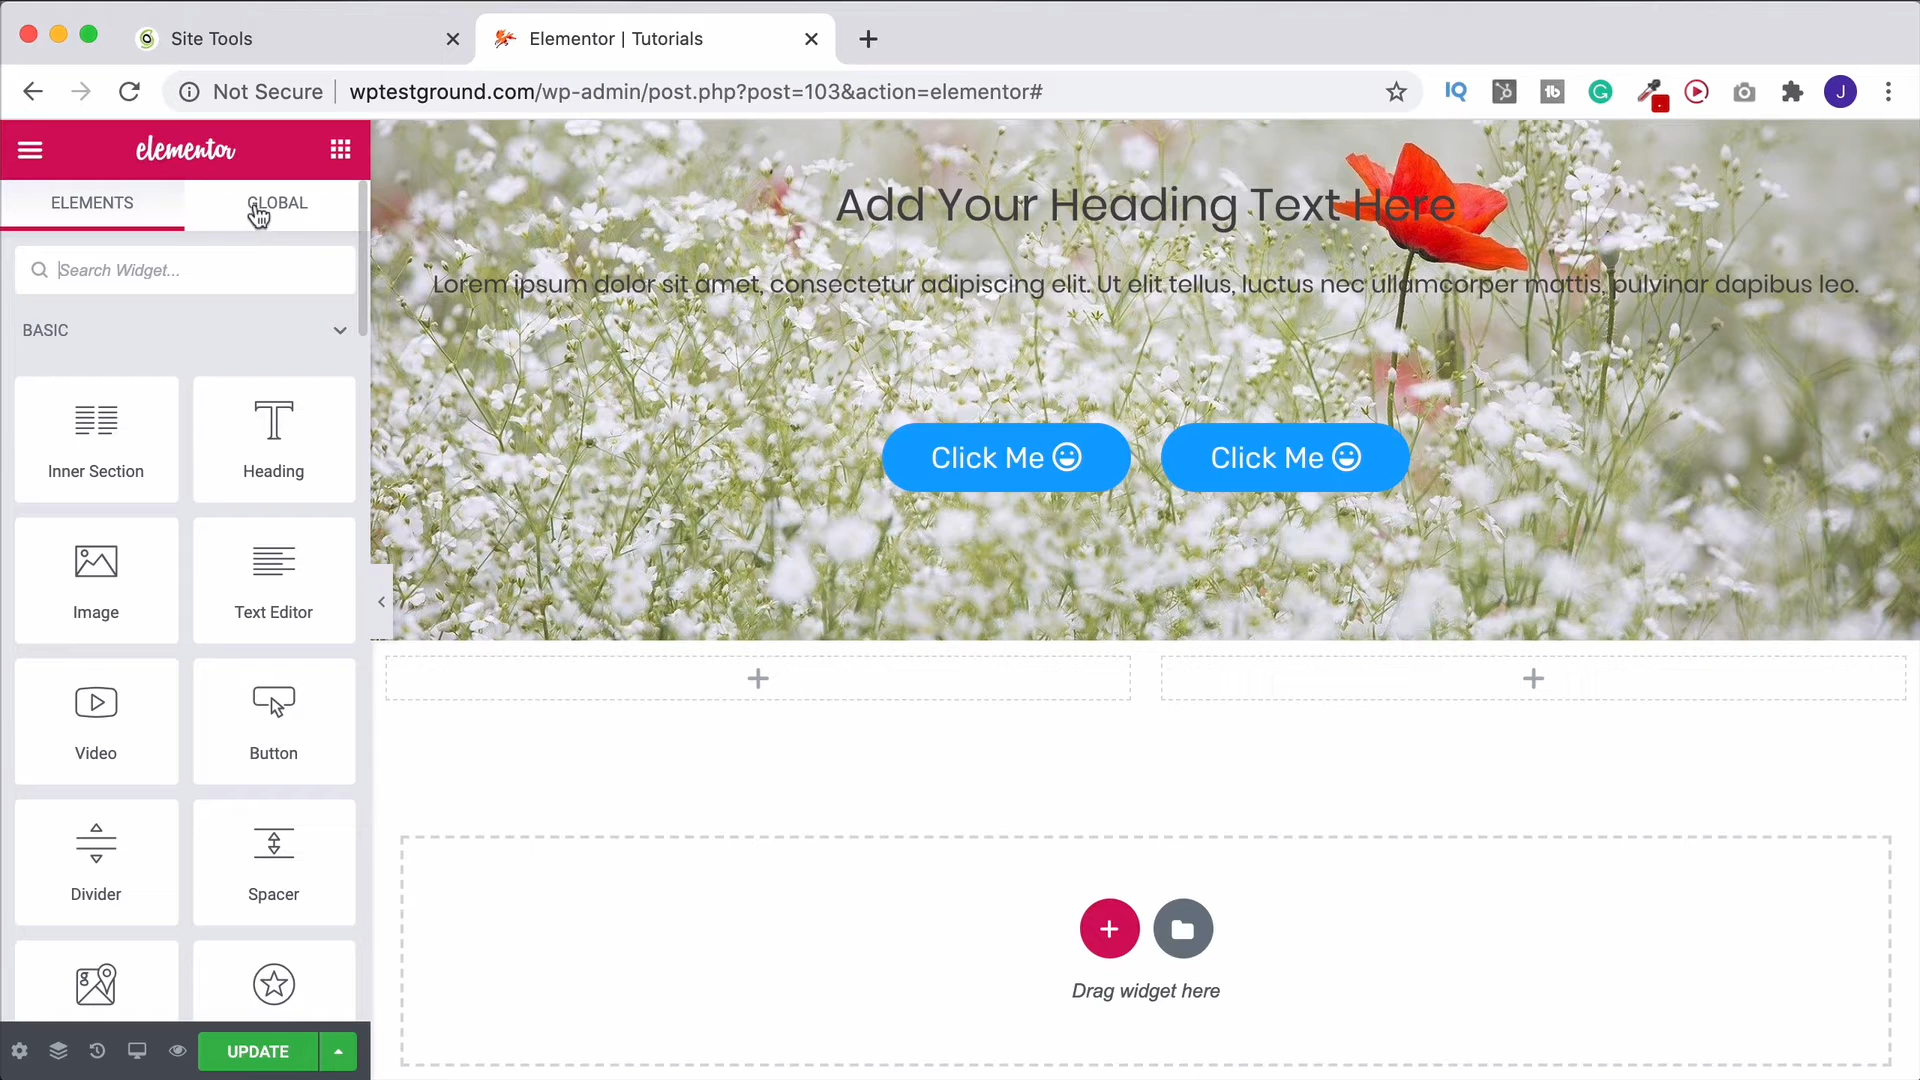 Site Tools
Elementor | Tutorials
Not Secure
wptestground.com/wp-admin/post.php?post=103&action=elementor#
IQ
tb
G
J
elementor
ELEMENTS
GLOBAL
Search Widget...
BASIC
Inner Section
Heading
Image
Text Editor
Video
Button
Divider
Spacer
g
UPDATE
Add Your Heading Text Here
Lorem ipsum dolor sit amet, consectetur adipiscing elit. Ut elit tellus, luctus nec ullamcorper mattis, pulvinar dapibus leo.
Click Me
Click Me
Drag widget here